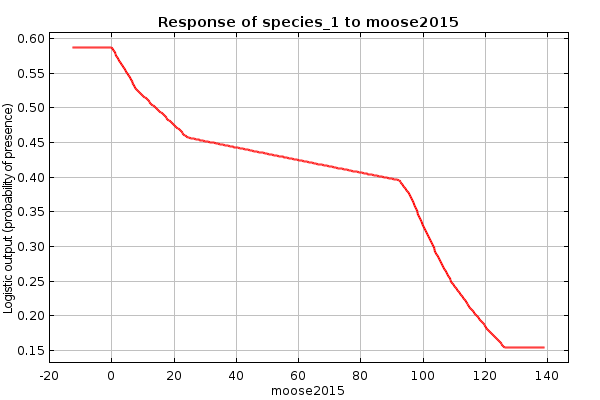 Response of species_1 to moose2015
Logistic output (probability of presence)
0.60
0.55
0.50
0.45
0.40
0.35
0.30
0.25
0.20
0.15
-20 0 20 40 60 80 100 120 140
moose2015